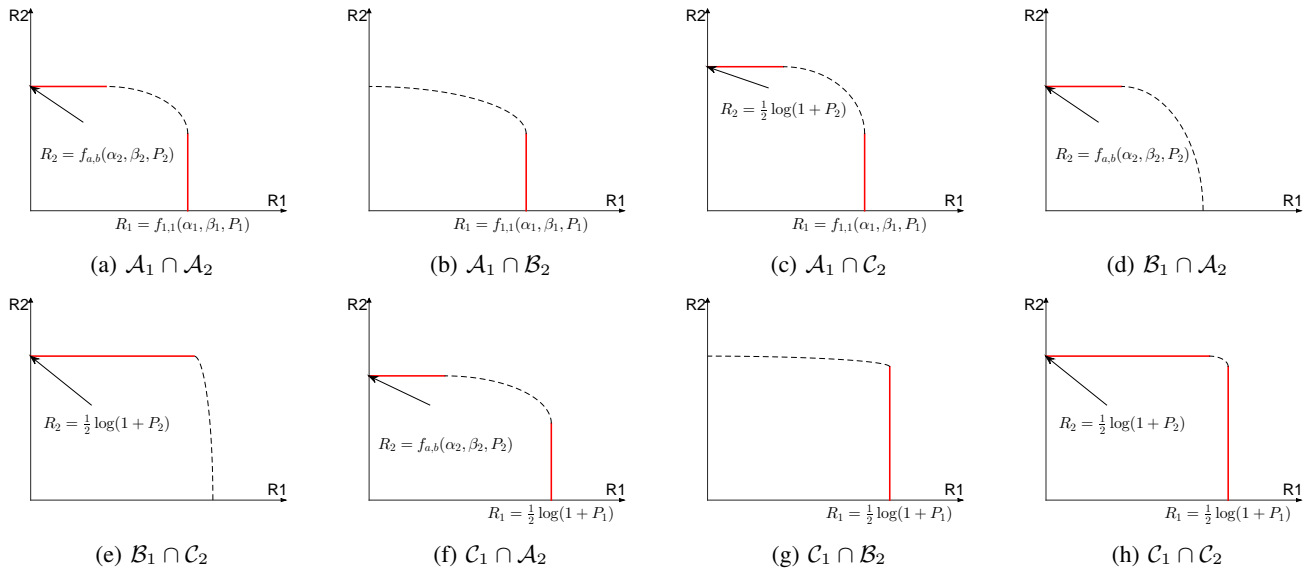 R2
R2 = f_{a,b}(α2, β2, P2)
R1
R1 = f_{1,1}(α1, β1, P1)
(a) 𝒜1 ∩ 𝒜2
R2
R1
R1 = f_{1,1}(α1, β1, P1)
(b) 𝒜1 ∩ ℬ2
R2
R2 = 1/2 log(1 + P2)
R1
R1 = f_{1,1}(α1, β1, P1)
(c) 𝒜1 ∩ 𝒞2
R2
R2 = f_{a,b}(α2, β2, P2)
R1
(d) ℬ1 ∩ 𝒜2
R2
R2 = 1/2 log(1 + P2)
R1
(e) ℬ1 ∩ 𝒞2
R2
R2 = f_{a,b}(α2, β2, P2)
R1
R1 = 1/2 log(1 + P1)
(f) 𝒞1 ∩ 𝒜2
R2
R1
R1 = 1/2 log(1 + P1)
(g) 𝒞1 ∩ ℬ2
R2
R2 = 1/2 log(1 + P2)
R1
R1 = 1/2 log(1 + P1)
(h) 𝒞1 ∩ 𝒞2